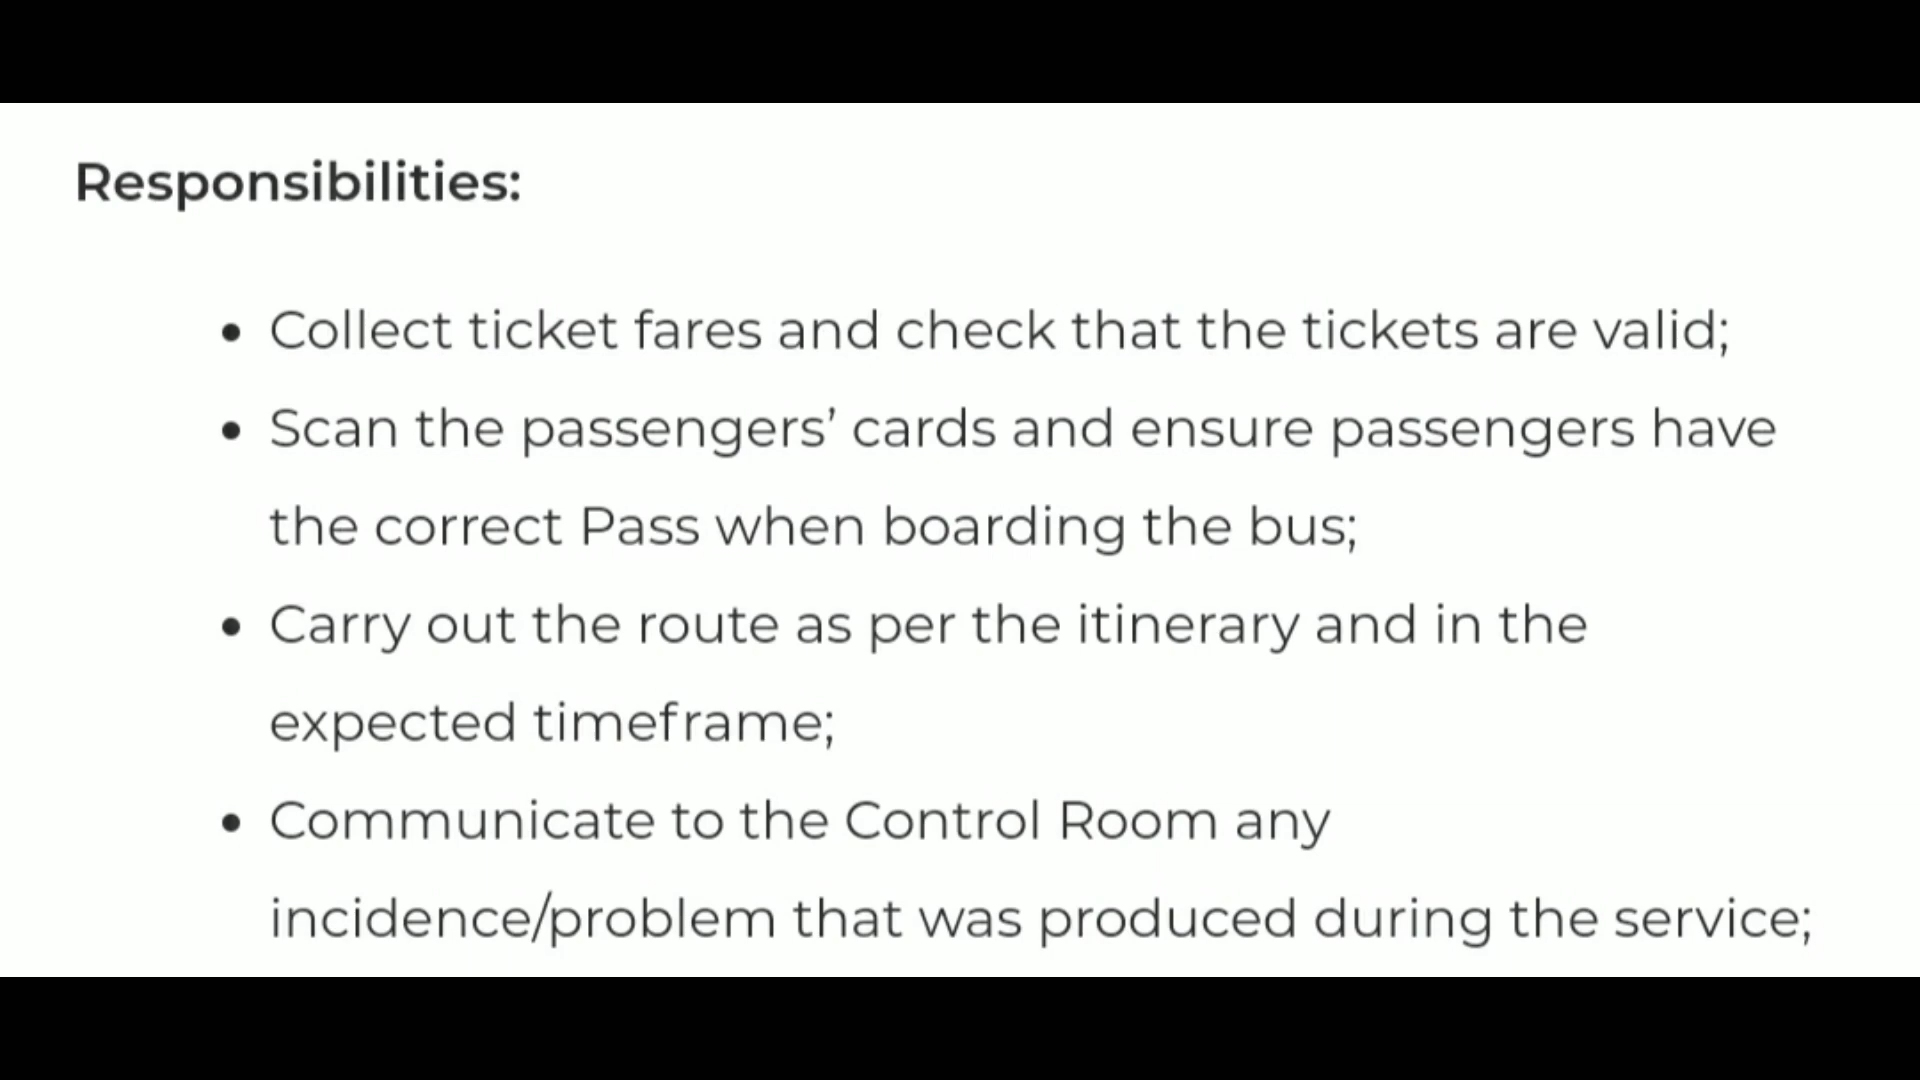 Responsibilities:
• Collect ticket fares and check that the tickets are valid;
• Scan the passengers’ cards and ensure passengers have
the correct Pass when boarding the bus;
• Carry out the route as per the itinerary and in the
expected timeframe;
• Communicate to the Control Room any
incidence/problem that was produced during the service;